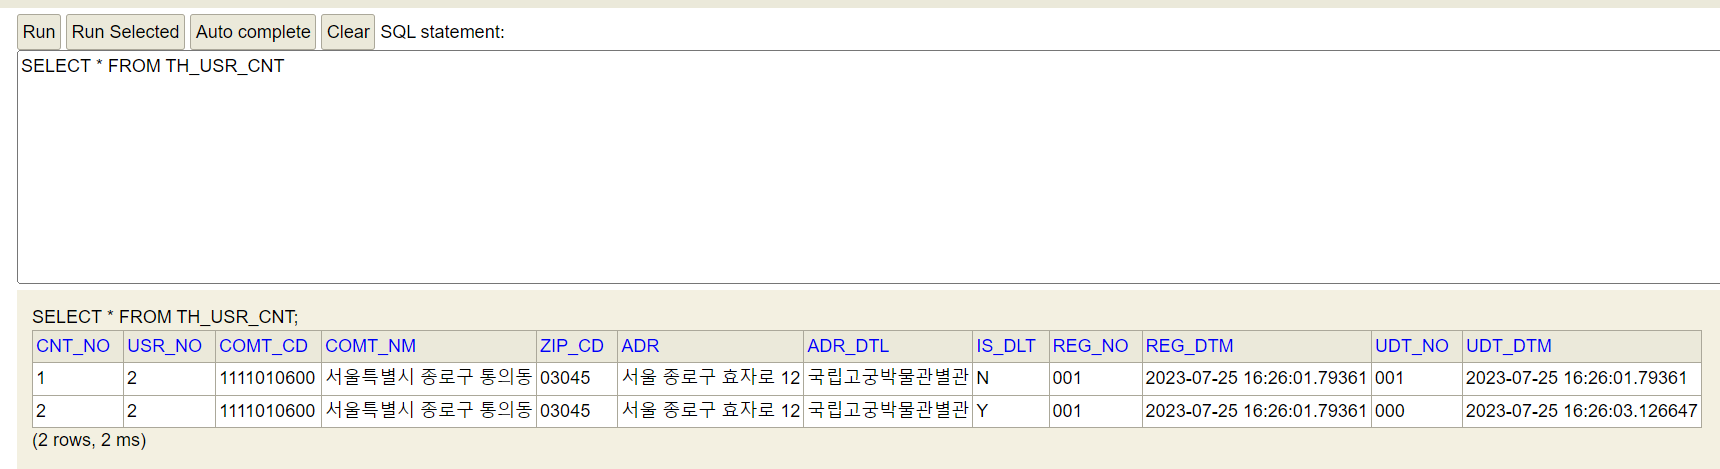 Run Run Selected Auto complete Clear SQL statement:
SELECT * FROM TH_USR_CNT
SELECT * FROM TH_USR_CNT;
CNT_NO USR_NO COMT_CD COMT_NM ZIP_CD ADR ADR_DTL IS_DLT REG_NO REG_DTM UDT_NO UDT_DTM
1 2 1111010600 서울특별시 종로구 통의동 03045 서울 종로구 효자로 12 국립고궁박물관별관 N 001 2023-07-25 16:26:01.79361 001 2023-07-25 16:26:01.79361
2 2 1111010600 서울특별시 종로구 통의동 03045 서울 종로구 효자로 12 국립고궁박물관별관 Y 001 2023-07-25 16:26:01.79361 000 2023-07-25 16:26:03.126647
(2 rows, 2 ms)